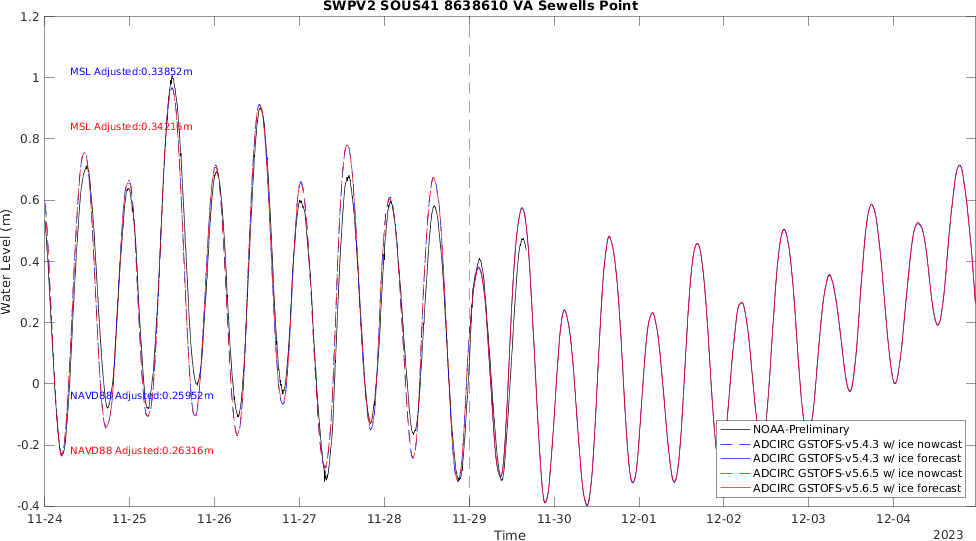 SWPV2 SOUS41 8638610 VA Sewells Point
1.2
1
0.8
0.6
0.4
0.2
0
-0.2
-0.4
Water Level (m)
MSL Adjusted:0.33852m
MSL Adjusted:0.34215m
NAVD88 Adjusted:0.25952m
NAVD88 Adjusted:0.26316m
NOAA-Preliminary
ADCIRC GSTOFS-v5.4.3 w/ ice nowcast
ADCIRC GSTOFS-v5.4.3 w/ ice forecast
ADCIRC GSTOFS-v5.6.5 w/ ice nowcast
ADCIRC GSTOFS-v5.6.5 w/ ice forecast
11-24 11-25 11-26 11-27 11-28 11-29 11-30 12-01 12-02 12-03 12-04
Time
2023